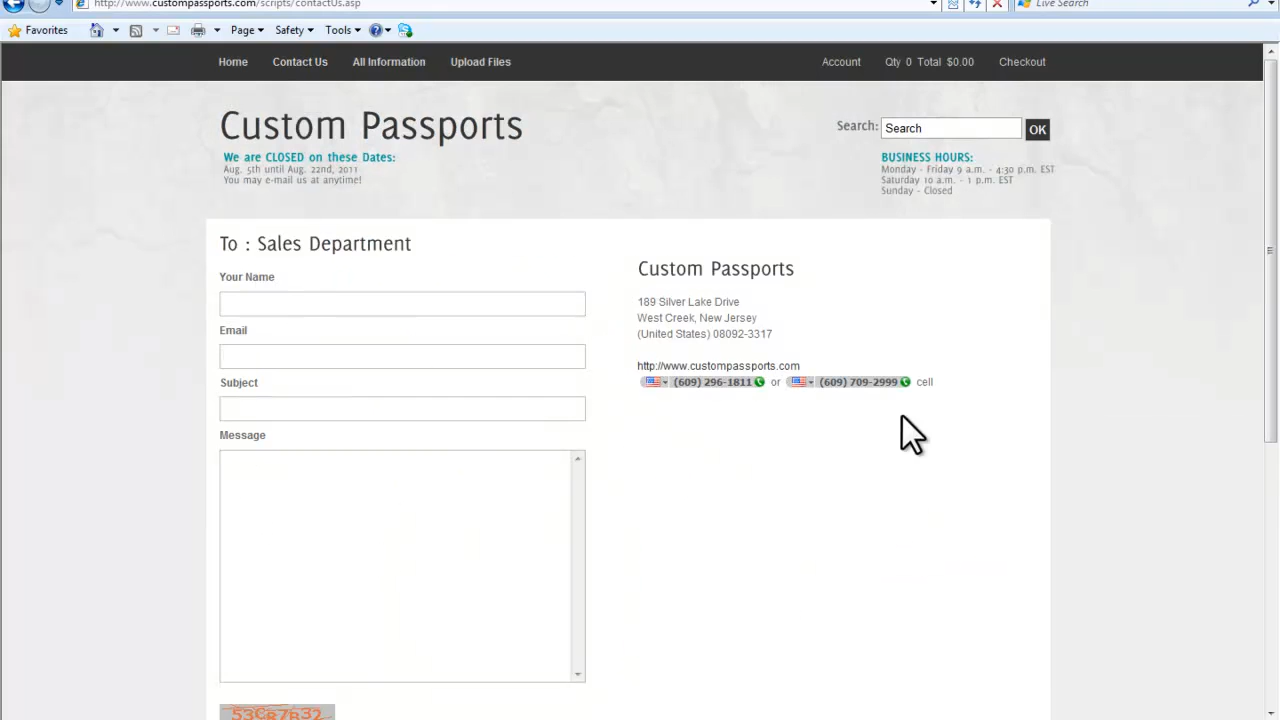 http://www.custompassports.com/scripts/contactUs.asp
Live Search
Favorites Page Safety Tools
Home Contact Us All Information Upload Files Account Qty 0 Total $0.00 Checkout
Custom Passports
Search: Search OK
We are CLOSED on these Dates:
Aug. 5th until Aug. 22nd, 2011
You may e-mail us at anytime!
BUSINESS HOURS:
Monday - Friday 9 a.m. - 4:30 p.m. EST
Saturday 10 a.m. - 1 p.m. EST
Sunday - Closed
To : Sales Department
Your Name
Email
Subject
Message
Custom Passports
189 Silver Lake Drive
West Creek, New Jersey
(United States) 08092-3317
http://www.custompassports.com
(609) 296-1811 or (609) 709-2999 cell